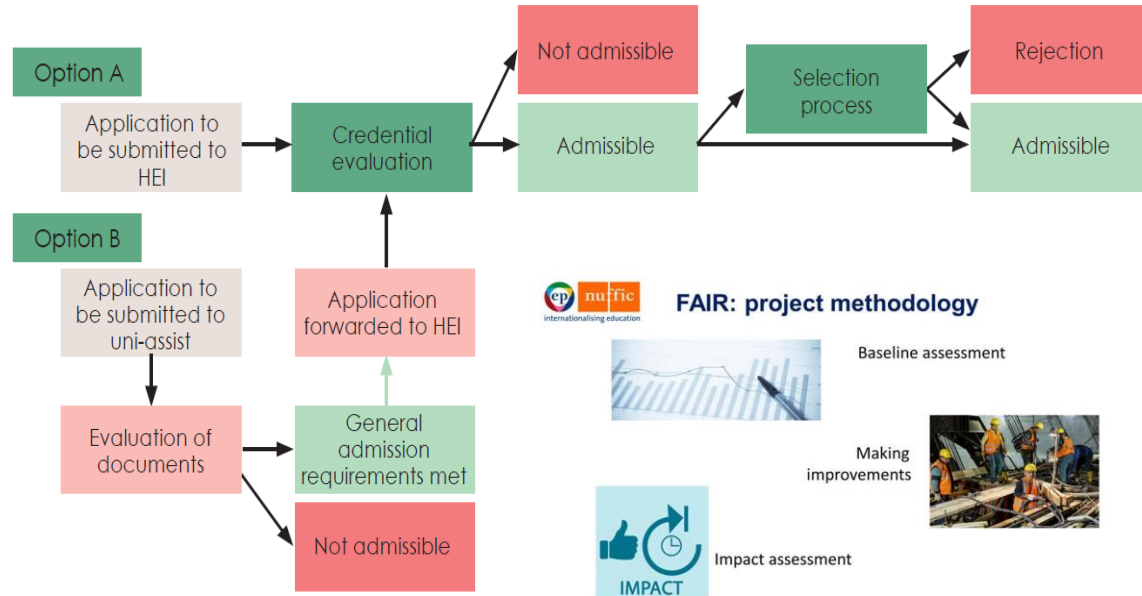 Option A
Application to
be submitted to
HEI
Credential
evaluation
Not admissible
Admissible
Selection
process
Rejection
Admissible
Option B
Application to
be submitted to
uni-assist
Evaluation of
documents
Application
forwarded to HEI
General
admission
requirements met
Not admissible
ep nuffic
internationalising education
FAIR: project methodology
Baseline assessment
Making
improvements
Impact assessment
IMPACT